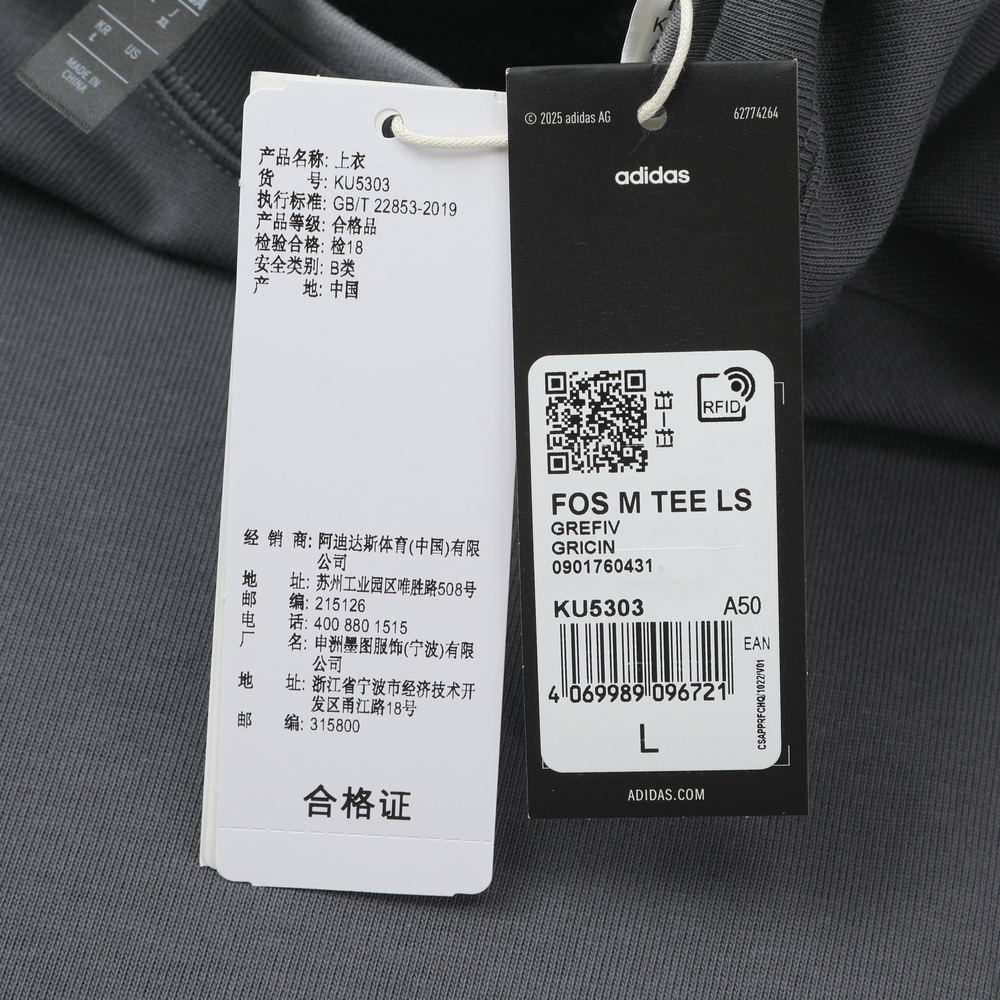 J
XL
KR
L
US
MADE IN
CHINA
产品名称: 上衣
货 号: KU5303
执行标准: GB/T 22853-2019
产品等级: 合格品
检验合格: 检18
安全类别: B类
产 地: 中国
经 销 商: 阿迪达斯体育(中国)有限
公司
地 址: 苏州工业园区唯胜路508号
邮 编: 215126
电 话: 400 880 1515
厂 名: 申洲墨图服饰(宁波)有限
公司
地 址: 浙江省宁波市经济技术开
发区甬江路18号
邮 编: 315800
合格证
© 2025 adidas AG
62774264
adidas
扫一扫
RFID
FOS M TEE LS
GREFIV
GRICIN
0901760431
KU5303 A50
EAN
4 069989 096721
CSAPPRFCHQ/1022/V01
L
ADIDAS.COM